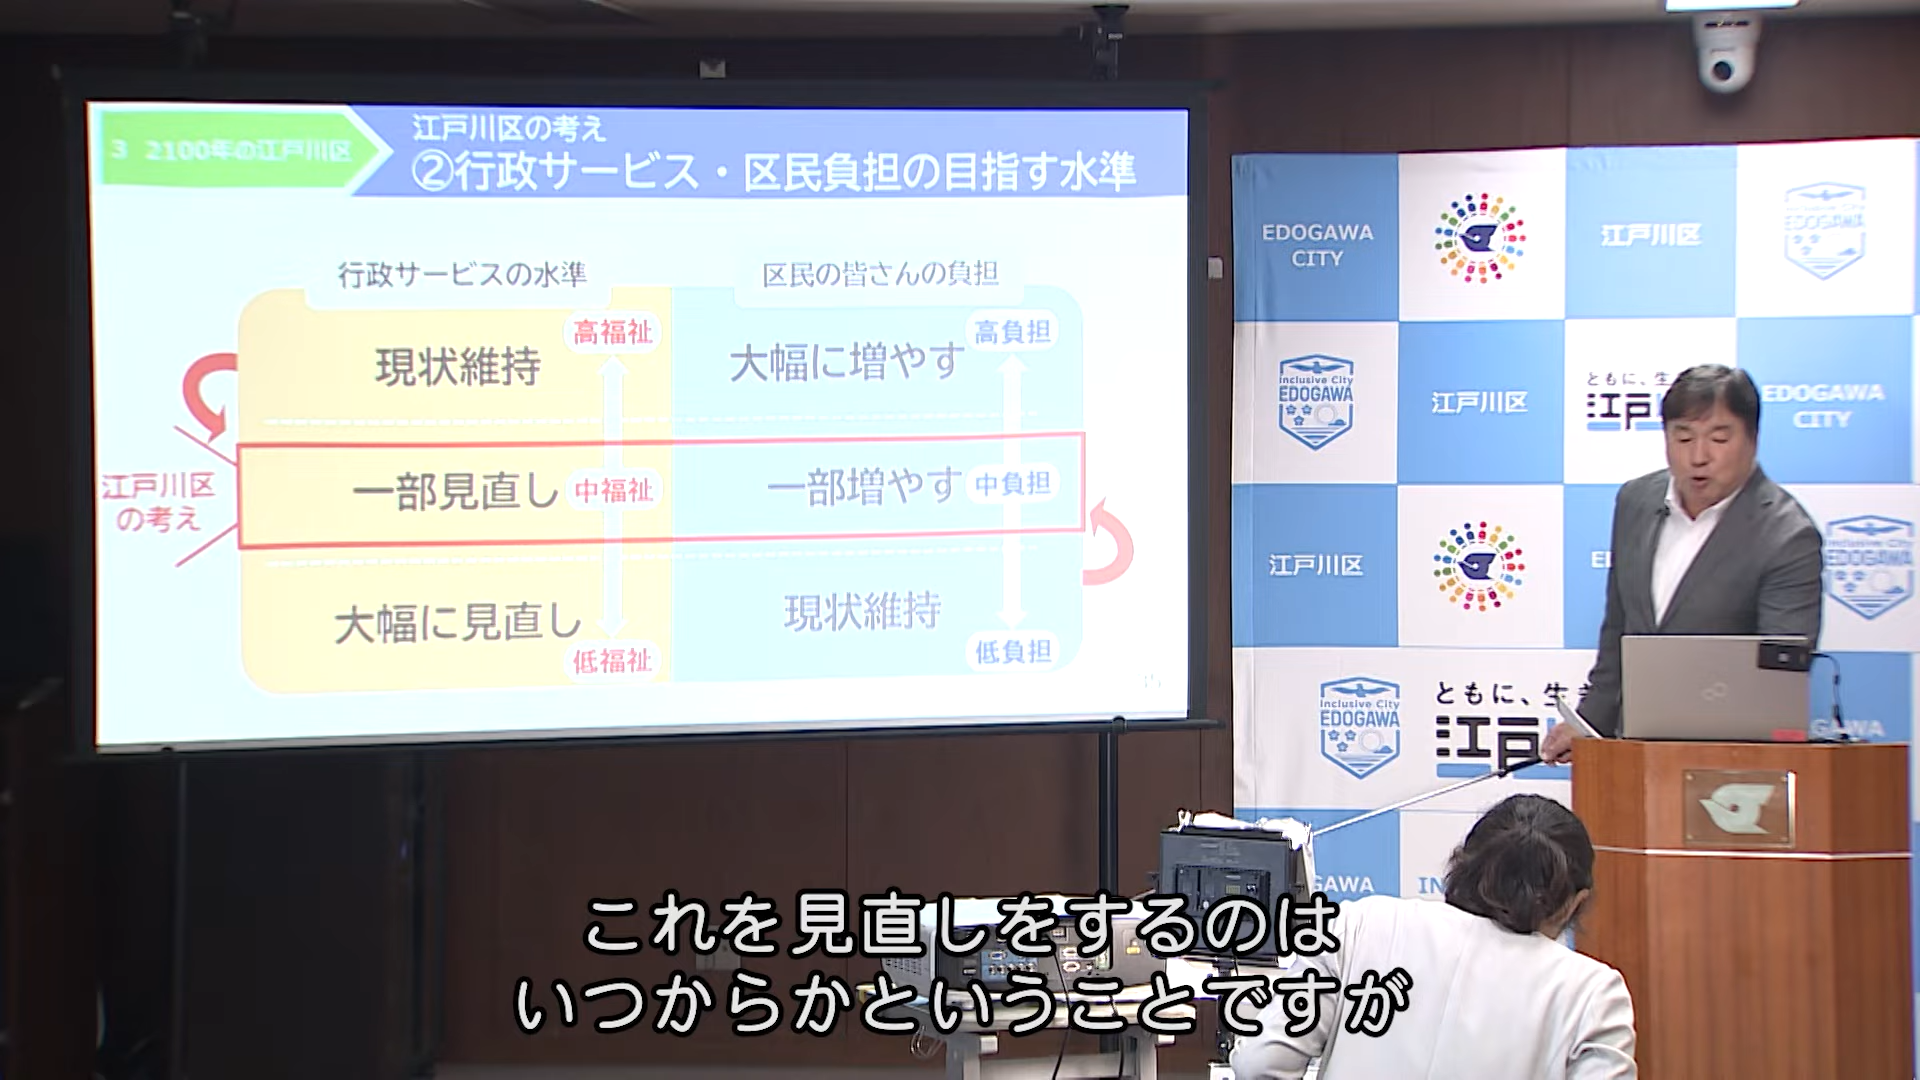 3 2100年の江戸川区
江戸川区の考え
②行政サービス・区民負担の目指す水準
行政サービスの水準
区民の皆さんの負担
現状維持
高福祉
大幅に増やす
高負担
江戸川区
の考え
一部見直し
中福祉
一部増やす
中負担
大幅に見直し
低福祉
現状維持
低負担
EDOGAWA
CITY
江戸川区
EDOGAWA
Inclusive City
EDOGAWA
江戸川区
ともに、生
江戸
EDOGAWA
CITY
江戸川区
Inclusive City
EDOGAWA
Inclusive City
EDOGAWA
ともに、生
江戸
GAWA
これを見直しをするのは
いつからかということですが